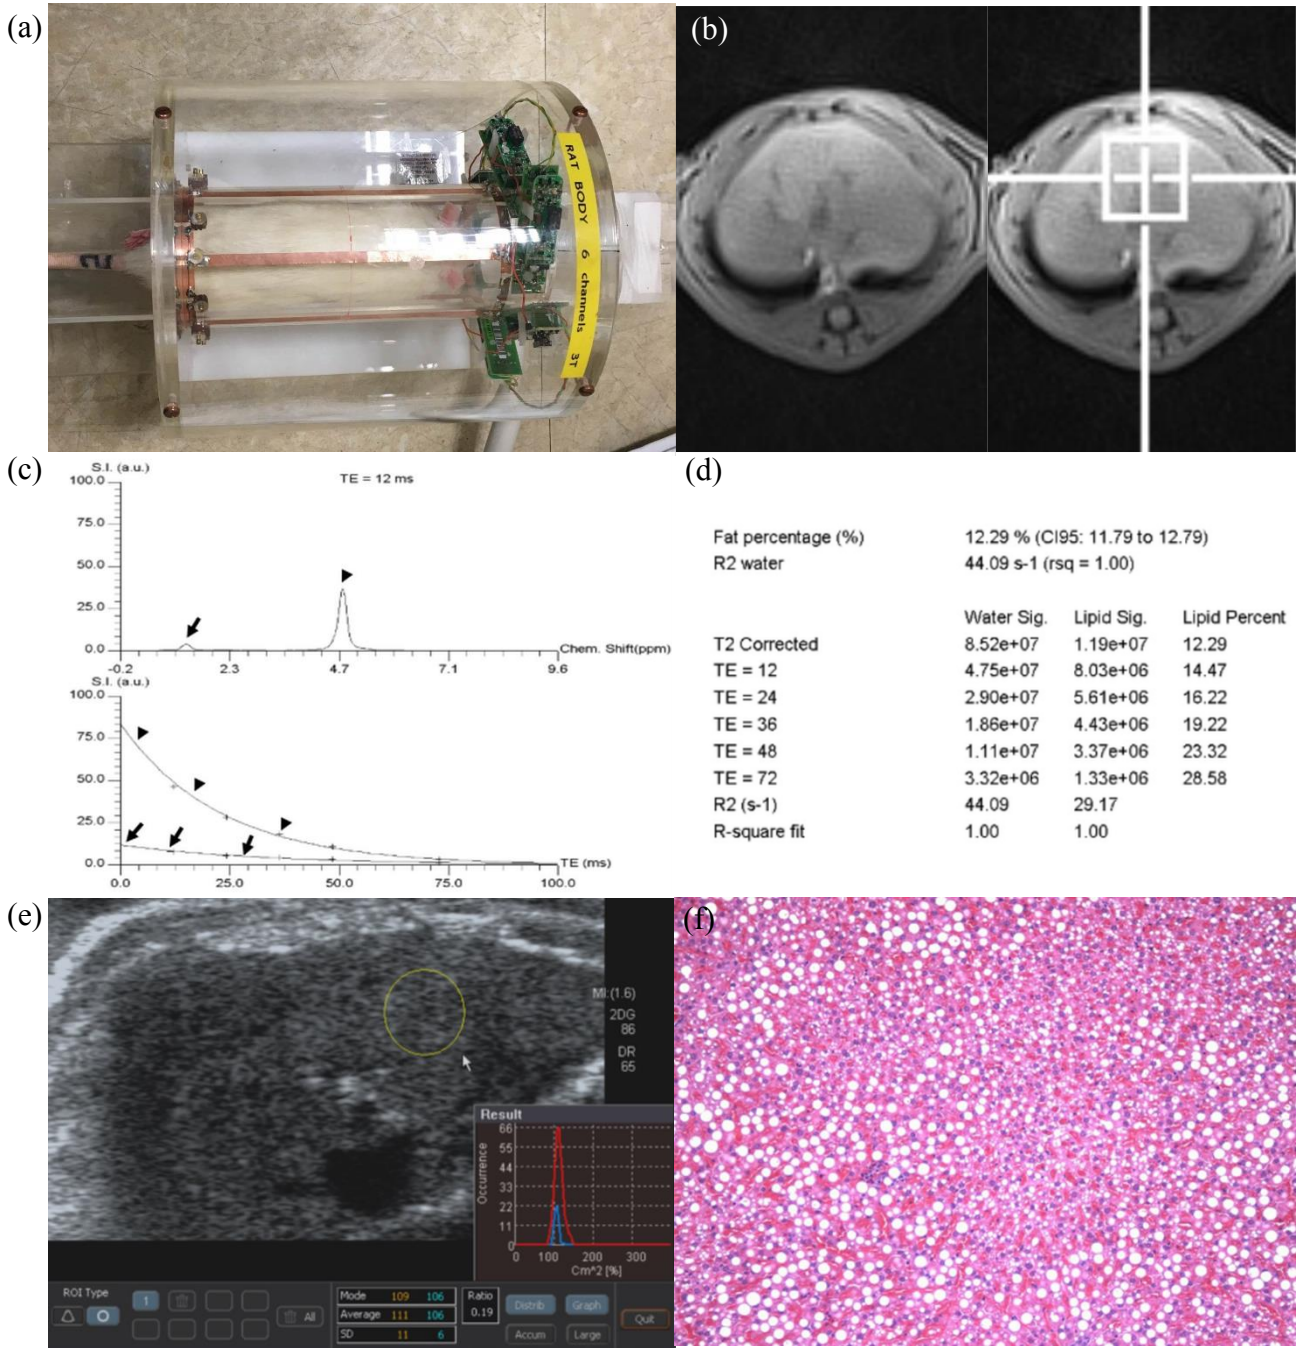 (a)
RAT BODY 6 channels 3T
(b)
(c)
S.I. (a.u.)
TE = 12 ms
100.0
75.0
50.0
25.0
0.0
Chem. Shift(ppm)
-0.2 2.3 4.7 7.1 9.6
S.I. (a.u.)
100.0
75.0
50.0
25.0
0.0
TE (ms)
0.0 25.0 50.0 75.0 100.0
(d)
Fat percentage (%) 12.29 % (CI95: 11.79 to 12.79)
R2 water 44.09 s-1 (rsq = 1.00)
Water Sig. Lipid Sig. Lipid Percent
T2 Corrected 8.52e+07 1.19e+07 12.29
TE = 12 4.75e+07 8.03e+06 14.47
TE = 24 2.90e+07 5.61e+06 16.22
TE = 36 1.86e+07 4.43e+06 19.22
TE = 48 1.11e+07 3.37e+06 23.32
TE = 72 3.32e+06 1.33e+06 28.58
R2 (s-1) 44.09 29.17
R-square fit 1.00 1.00
(e)
MI:(1.6)
2DG
86
DR
65
Result
66
55
44
33
22
11
0
Occurrence
0 100 200 300
Cm^2 [%]
ROI Type
1
All
Mode 109 106
Average 111 106
SD 11 6
Ratio
0.19
Distrib
Graph
Accum
Large
Quit
(f)